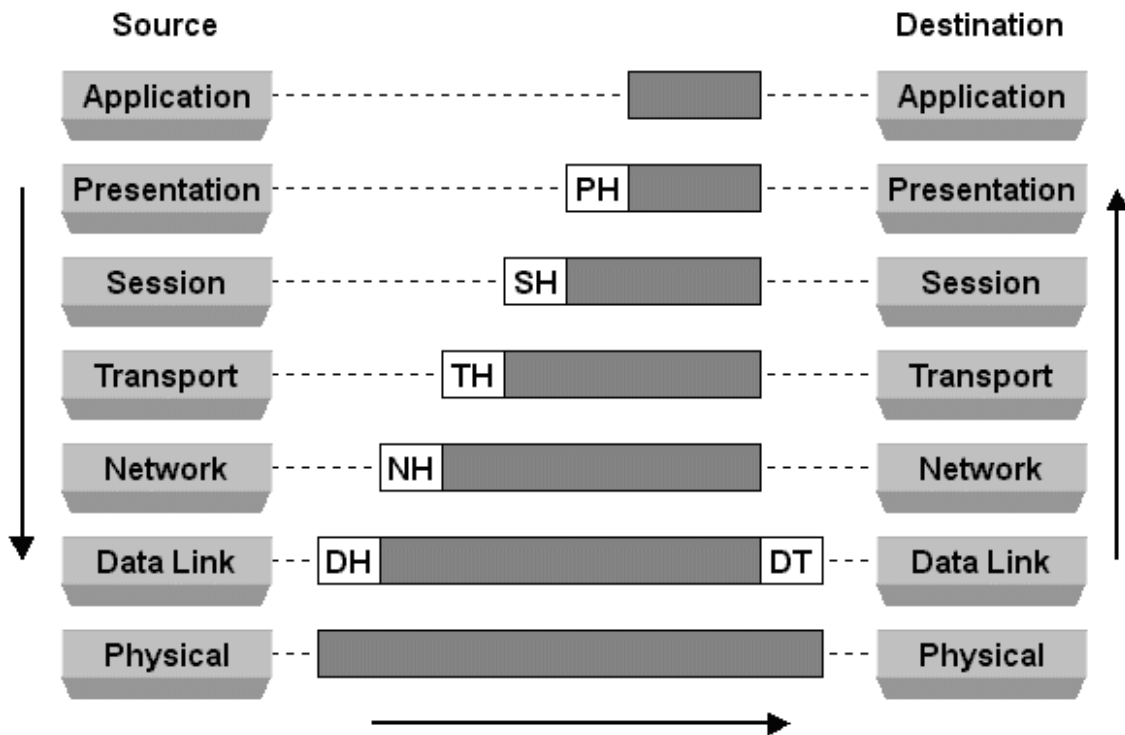 Source Destination
Application Application
Presentation PH Presentation
Session SH Session
Transport TH Transport
Network NH Network
Data Link DH DT Data Link
Physical Physical